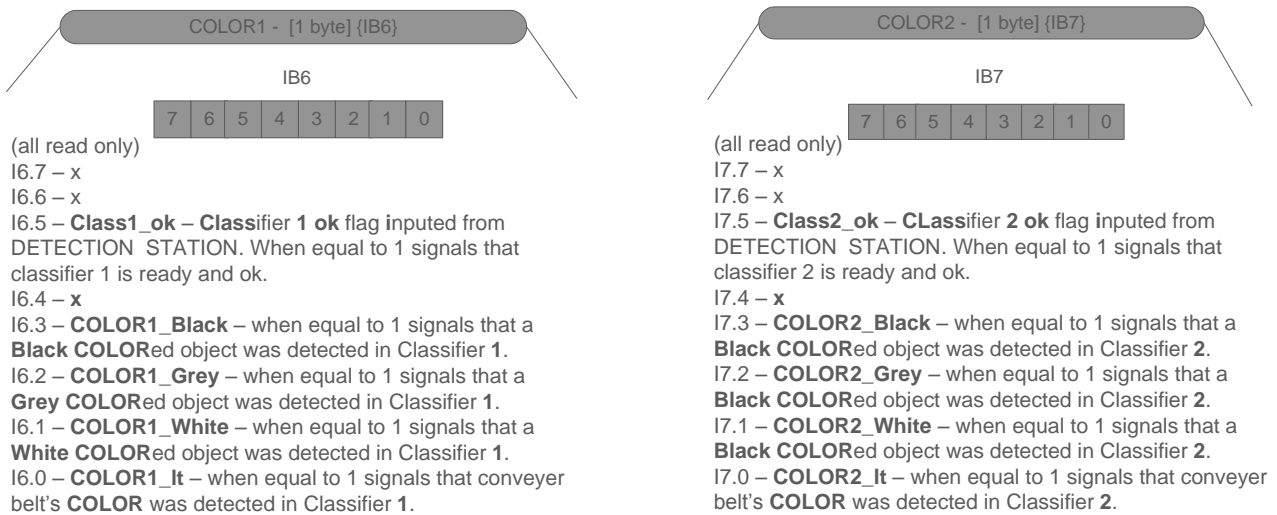 COLOR1 - [1 byte] {IB6}
IB6
7 6 5 4 3 2 1 0
(all read only)
I6.7 – x
I6.6 – x
I6.5 – Class1_ok – Classifier 1 ok flag inputed from
DETECTION STATION. When equal to 1 signals that
classifier 1 is ready and ok.
I6.4 – x
I6.3 – COLOR1_Black – when equal to 1 signals that a
Black COLORed object was detected in Classifier 1.
I6.2 – COLOR1_Grey – when equal to 1 signals that a
Grey COLORed object was detected in Classifier 1.
I6.1 – COLOR1_White – when equal to 1 signals that a
White COLORed object was detected in Classifier 1.
I6.0 – COLOR1_It – when equal to 1 signals that conveyer
belt's COLOR was detected in Classifier 1.
COLOR2 - [1 byte] {IB7}
IB7
7 6 5 4 3 2 1 0
(all read only)
I7.7 – x
I7.6 – x
I7.5 – Class2_ok – CLassifier 2 ok flag inputed from
DETECTION STATION. When equal to 1 signals that
classifier 2 is ready and ok.
I7.4 – x
I7.3 – COLOR2_Black – when equal to 1 signals that a
Black COLORed object was detected in Classifier 2.
I7.2 – COLOR2_Grey – when equal to 1 signals that a
Black COLORed object was detected in Classifier 2.
I7.1 – COLOR2_White – when equal to 1 signals that a
Black COLORed object was detected in Classifier 2.
I7.0 – COLOR2_It – when equal to 1 signals that conveyer
belt's COLOR was detected in Classifier 2.